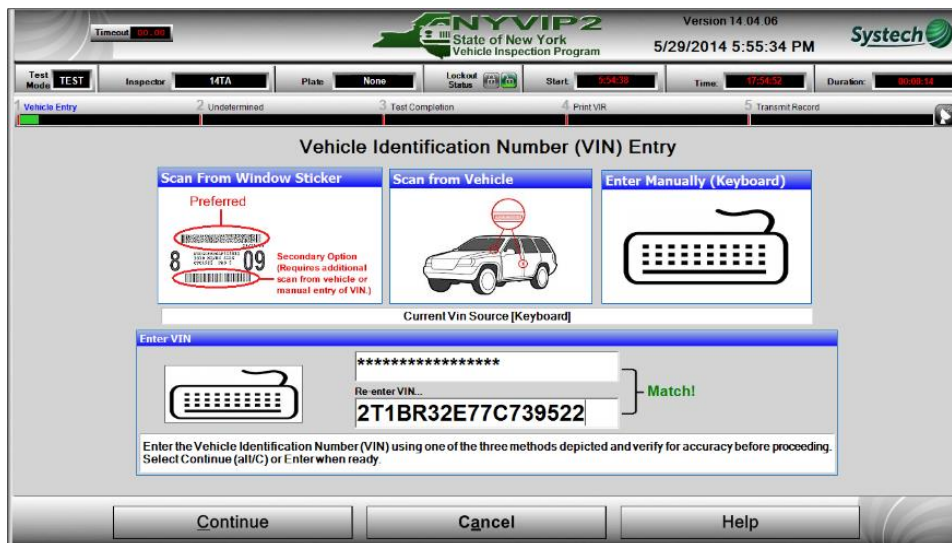 Timeout 00.00
NYVIP2
State of New York
Vehicle Inspection Program
Version 14.04.06
5/29/2014 5:55:34 PM
Systech
Test Mode TEST
Inspector 14TA
Plate None
Lockout Status
Start: 5:54:38
Time: 17:54:52
Duration: 00:00:14
1 Vehicle Entry
2 Undetermined
3 Test Completion
4 Print VIR
5 Transmit Record
Vehicle Identification Number (VIN) Entry
Scan From Window Sticker
Preferred
8 09
Secondary Option
(Requires additional
scan from vehicle or
manual entry of VIN.)
Scan from Vehicle
Enter Manually (Keyboard)
Current Vin Source [Keyboard]
Enter VIN
*****************
Re-enter VIN...
2T1BR32E77C739522
Match!
Enter the Vehicle Identification Number (VIN) using one of the three methods depicted and verify for accuracy before proceeding.
Select Continue (alt/C) or Enter when ready.
Continue
Cancel
Help